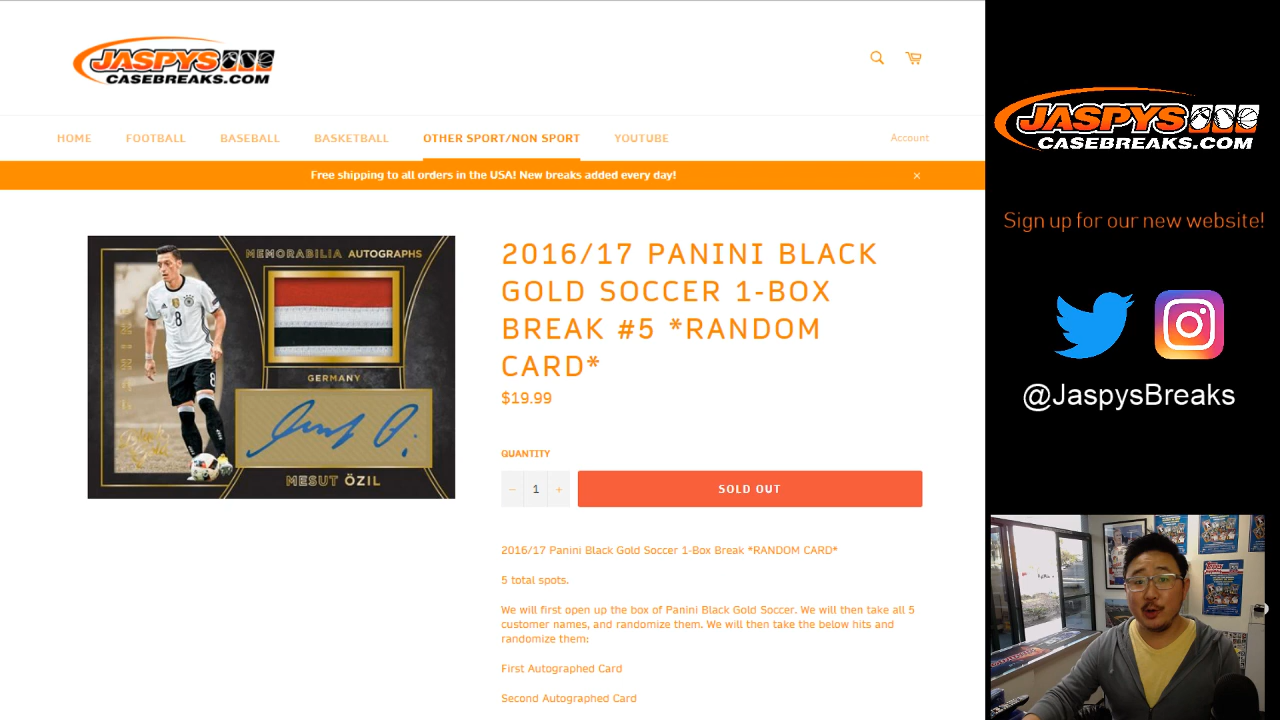 JASPYS
CASEBREAKS.COM
HOME FOOTBALL BASEBALL BASKETBALL OTHER SPORT/NON SPORT YOUTUBE Account
Free shipping to all orders in the USA! New breaks added every day! ×
MEMORABILIA AUTOGRAPHS
8
8
GERMANY
MESUT ÖZIL
2016/17 PANINI BLACK
GOLD SOCCER 1-BOX
BREAK #5 *RANDOM
CARD*
$19.99
QUANTITY
− 1 +
SOLD OUT
2016/17 Panini Black Gold Soccer 1-Box Break *RANDOM CARD*
5 total spots.
We will first open up the box of Panini Black Gold Soccer. We will then take all 5
customer names, and randomize them. We will then take the below hits and
randomize them:
First Autographed Card
Second Autographed Card
JASPYS
CASEBREAKS.COM
Sign up for our new website!
@JaspysBreaks